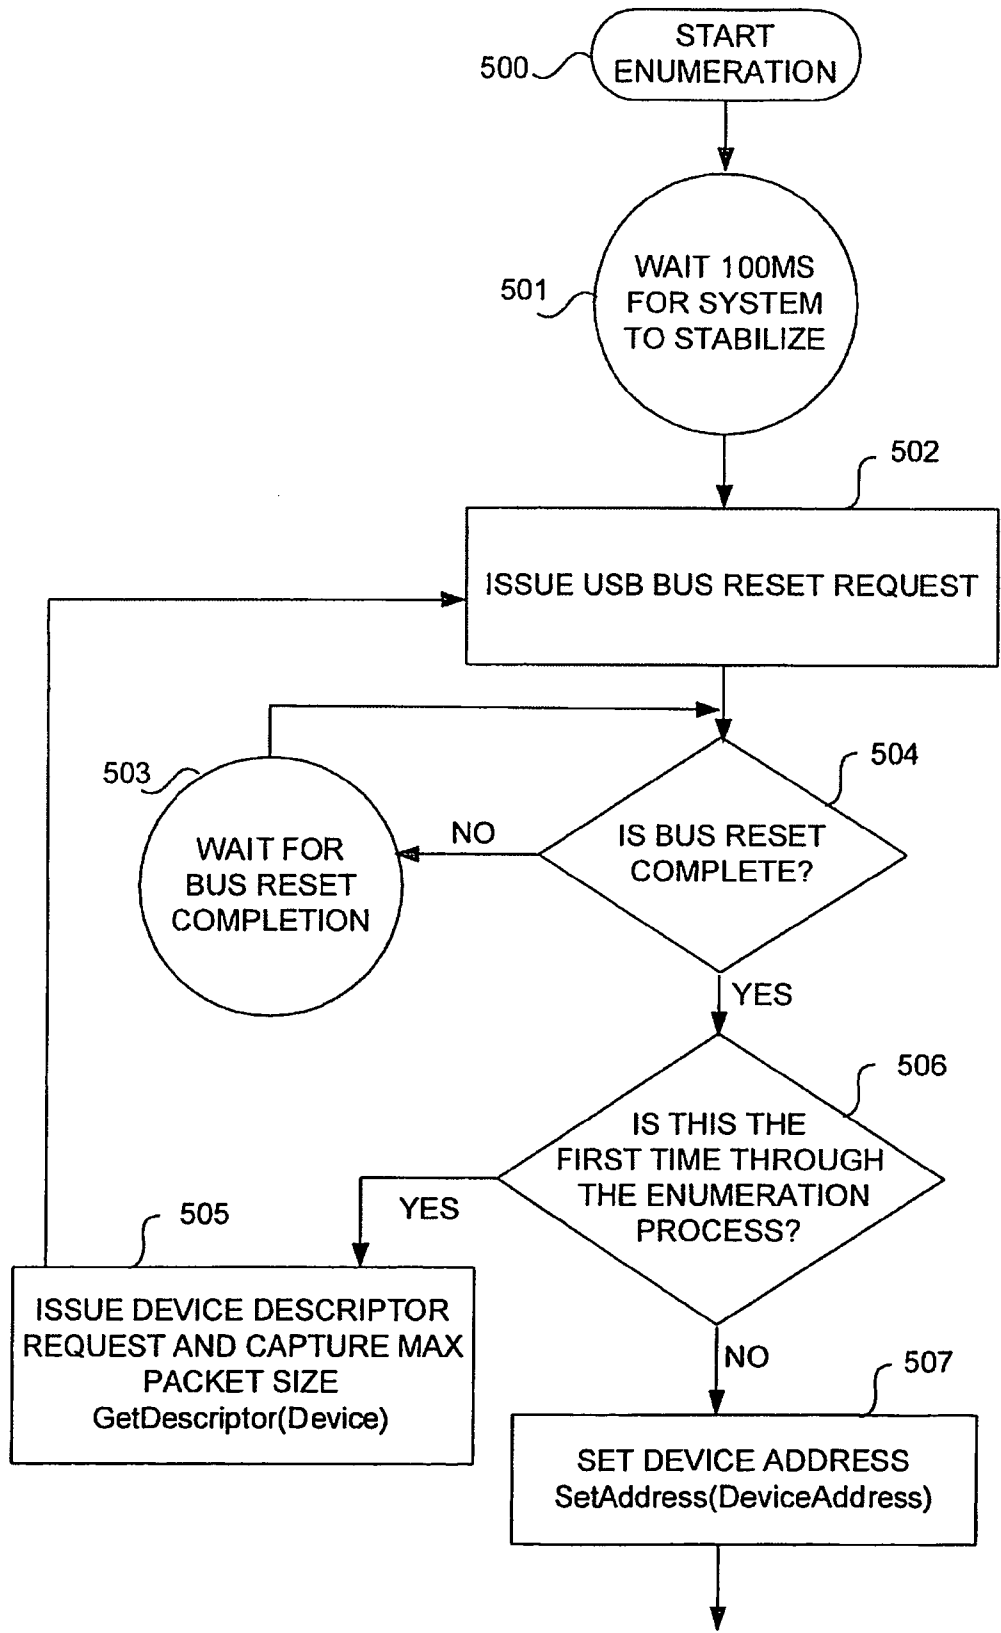 START
ENUMERATION
500
WAIT 100MS
FOR SYSTEM
TO STABILIZE
501
502
ISSUE USB BUS RESET REQUEST
503
WAIT FOR
BUS RESET
COMPLETION
NO
504
IS BUS RESET
COMPLETE?
YES
506
IS THIS THE
FIRST TIME THROUGH
THE ENUMERATION
PROCESS?
YES
505
ISSUE DEVICE DESCRIPTOR
REQUEST AND CAPTURE MAX
PACKET SIZE
GetDescriptor(Device)
NO
507
SET DEVICE ADDRESS
SetAddress(DeviceAddress)